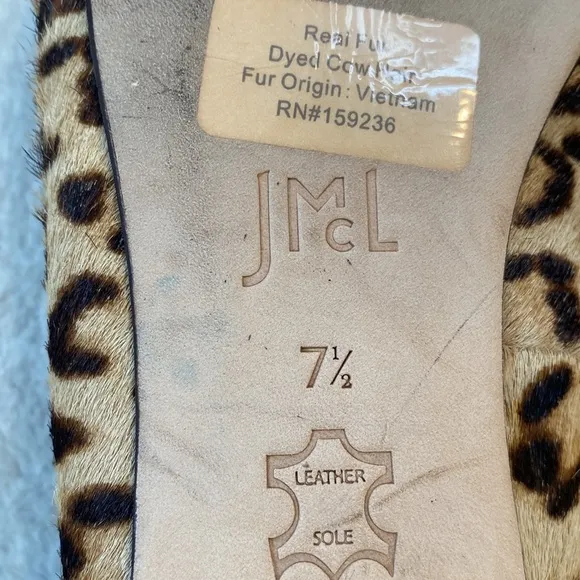 Real Fur
Dyed Cow Hair
Fur Origin: Vietnam
RN#159236
JMcL
7½
LEATHER
SOLE